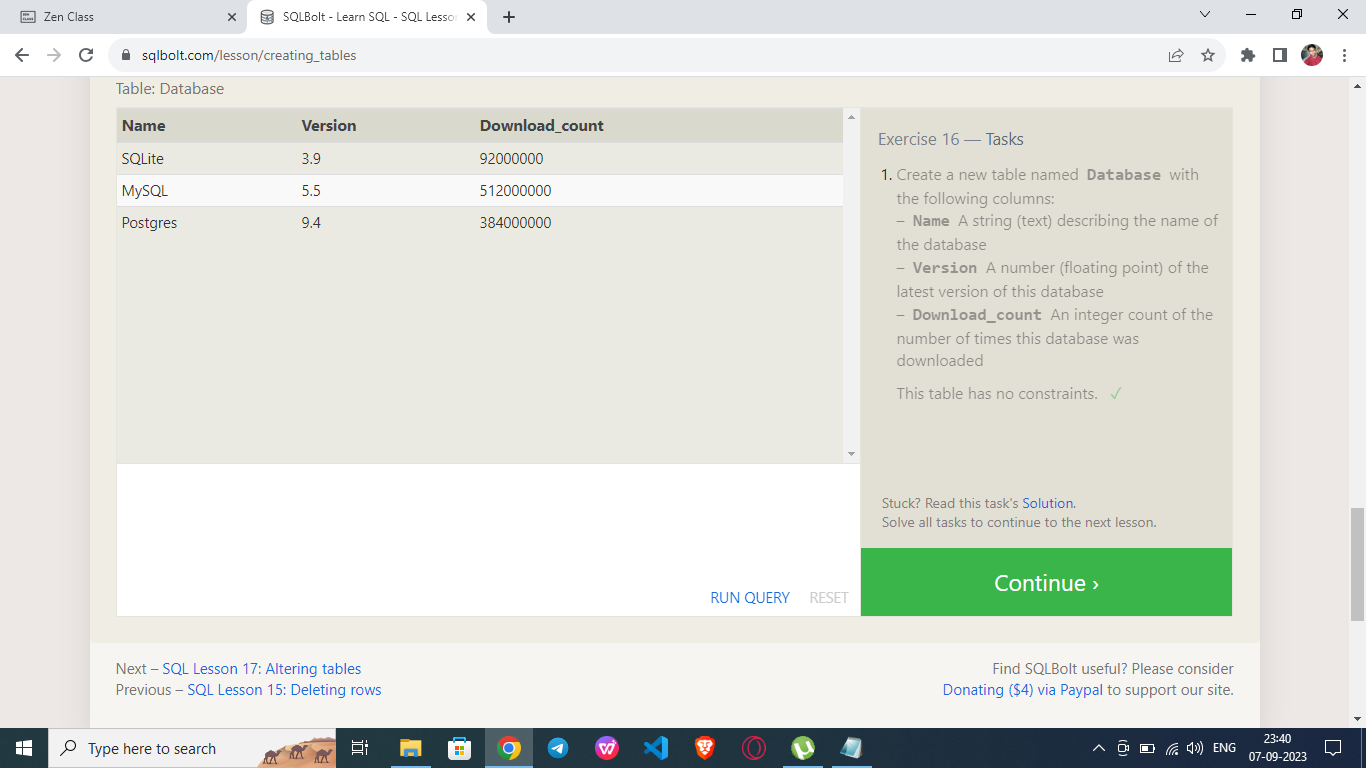 Zen Class
SQLBolt - Learn SQL - SQL Lesson
sqlbolt.com/lesson/creating_tables
Table: Database
Name Version Download_count
SQLite 3.9 92000000
MySQL 5.5 512000000
Postgres 9.4 384000000
RUN QUERY RESET
Exercise 16 — Tasks
1. Create a new table named Database with
the following columns:
– Name A string (text) describing the name of
the database
– Version A number (floating point) of the
latest version of this database
– Download_count An integer count of the
number of times this database was
downloaded
This table has no constraints. ✓
Stuck? Read this task's Solution.
Solve all tasks to continue to the next lesson.
Continue ›
Next – SQL Lesson 17: Altering tables
Previous – SQL Lesson 15: Deleting rows
Find SQLBolt useful? Please consider
Donating ($4) via Paypal to support our site.
Type here to search
ENG
23:40
07-09-2023